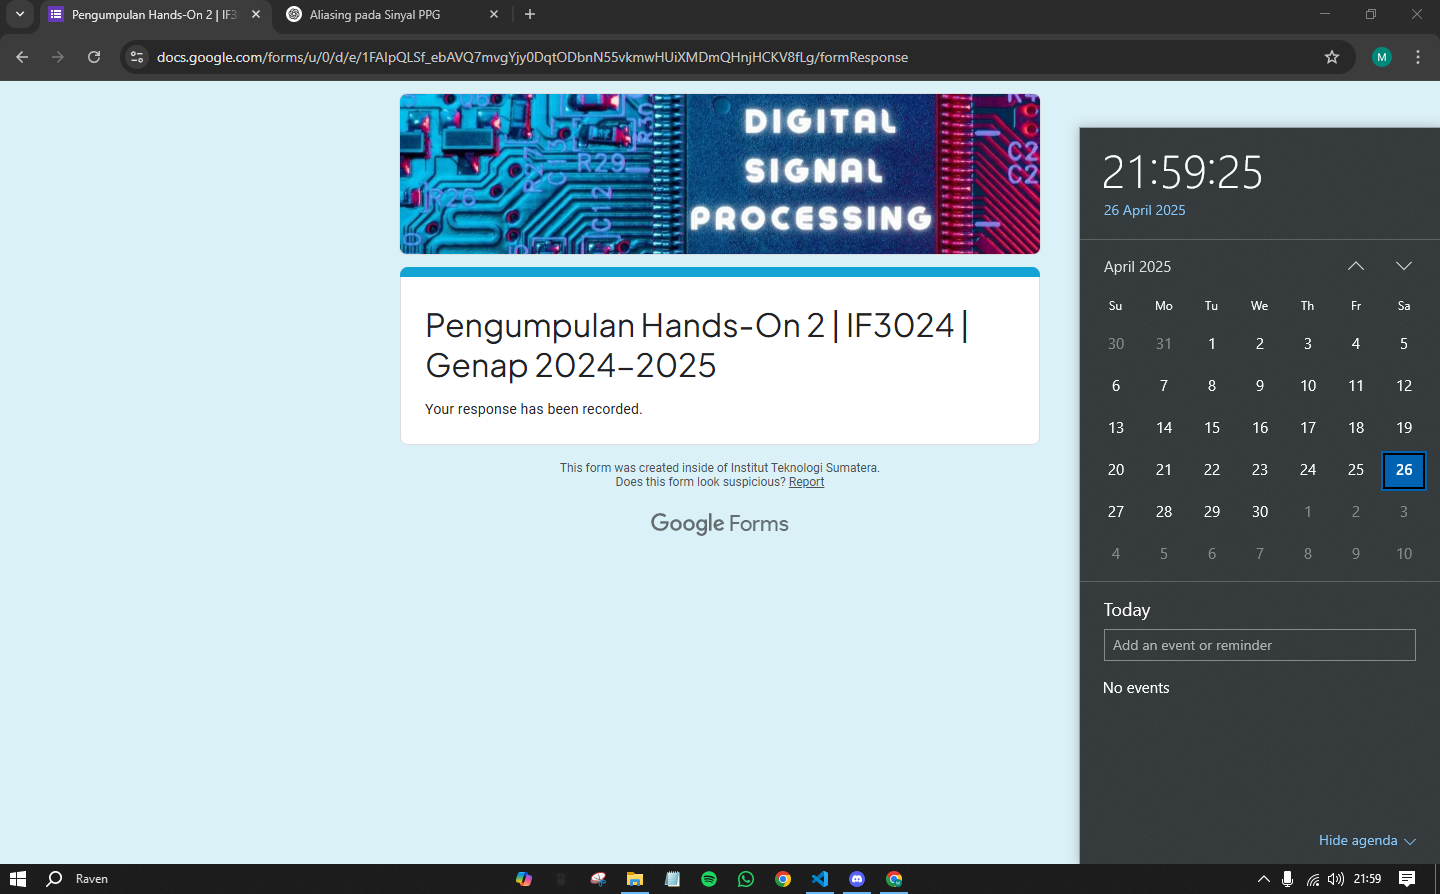 Pengumpulan Hands-On 2 | IF3
Aliasing pada Sinyal PPG
docs.google.com/forms/u/0/d/e/1FAIpQLSf_ebAVQ7mvgYjy0DqtODbnN55vkmwHUiXMDmQHnjHCKV8fLg/formResponse
M
DIGITAL
SIGNAL
PROCESSING
R29
R26
C12
C2
C2
Pengumpulan Hands-On 2 | IF3024 |
Genap 2024-2025
Your response has been recorded.
This form was created inside of Institut Teknologi Sumatera.
Does this form look suspicious? Report
Google Forms
21:59:25
26 April 2025
April 2025
Su Mo Tu We Th Fr Sa
30 31 1 2 3 4 5
6 7 8 9 10 11 12
13 14 15 16 17 18 19
20 21 22 23 24 25 26
27 28 29 30 1 2 3
4 5 6 7 8 9 10
Today
Add an event or reminder
No events
Hide agenda
Raven
21:59